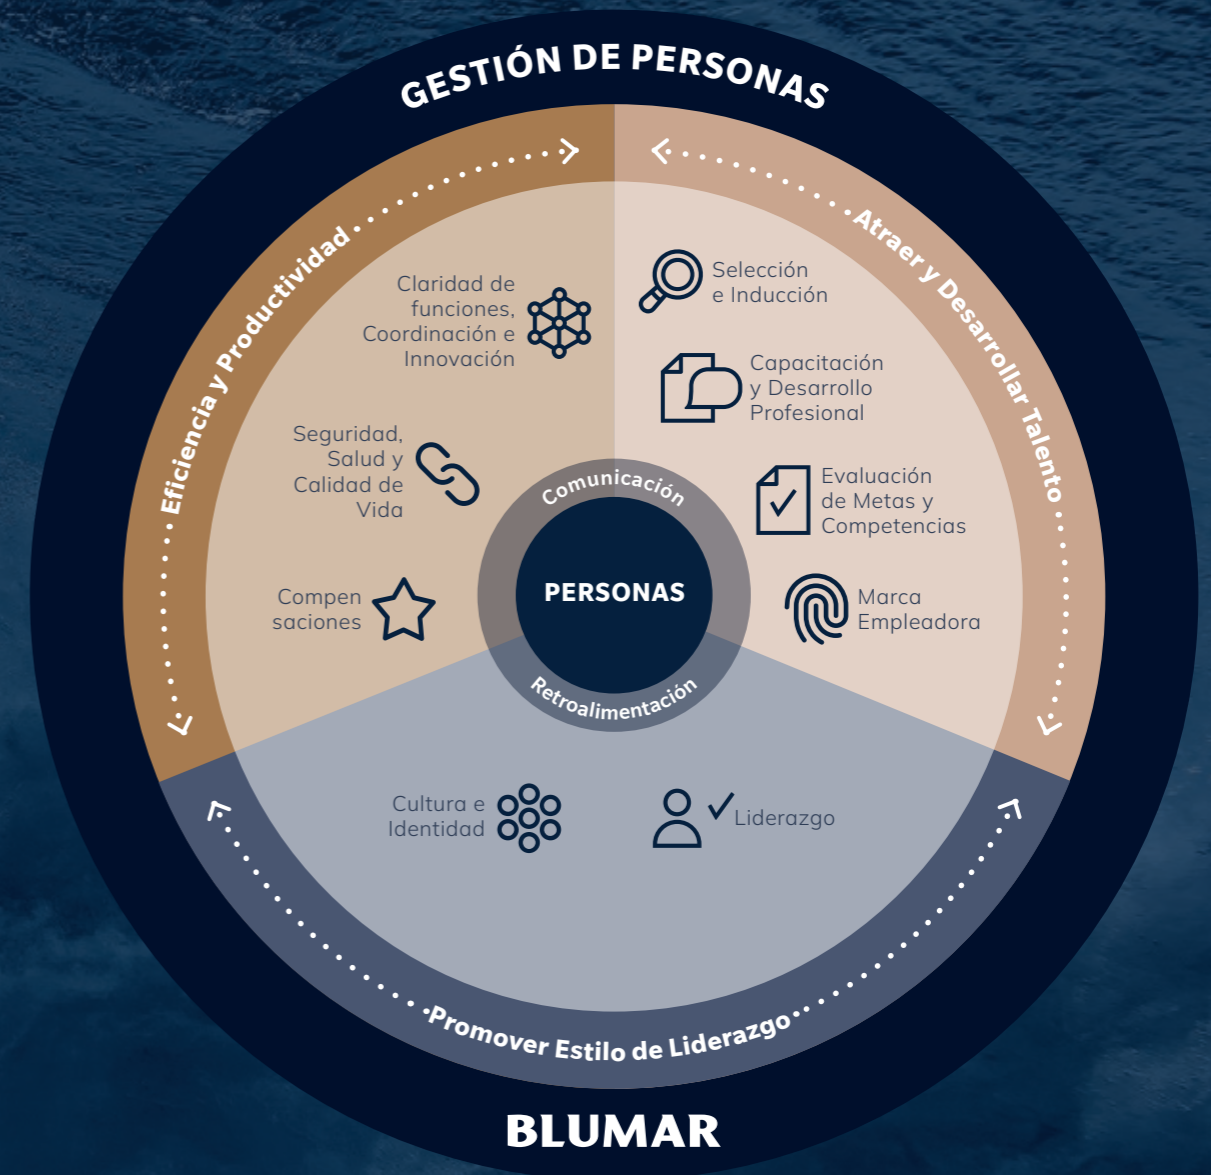 GESTIÓN DE PERSONAS
Eficiencia y Productividad
Atraer y Desarrollar Talento
Claridad de
funciones,
Coordinación e
Innovación
Seguridad,
Salud y
Calidad de
Vida
Compen
saciones
Selección
e Inducción
Capacitación
y Desarrollo
Profesional
Evaluación
de Metas y
Competencias
Marca
Empleadora
Comunicación
PERSONAS
Retroalimentación
Cultura e
Identidad
Liderazgo
Promover Estilo de Liderazgo
BLUMAR